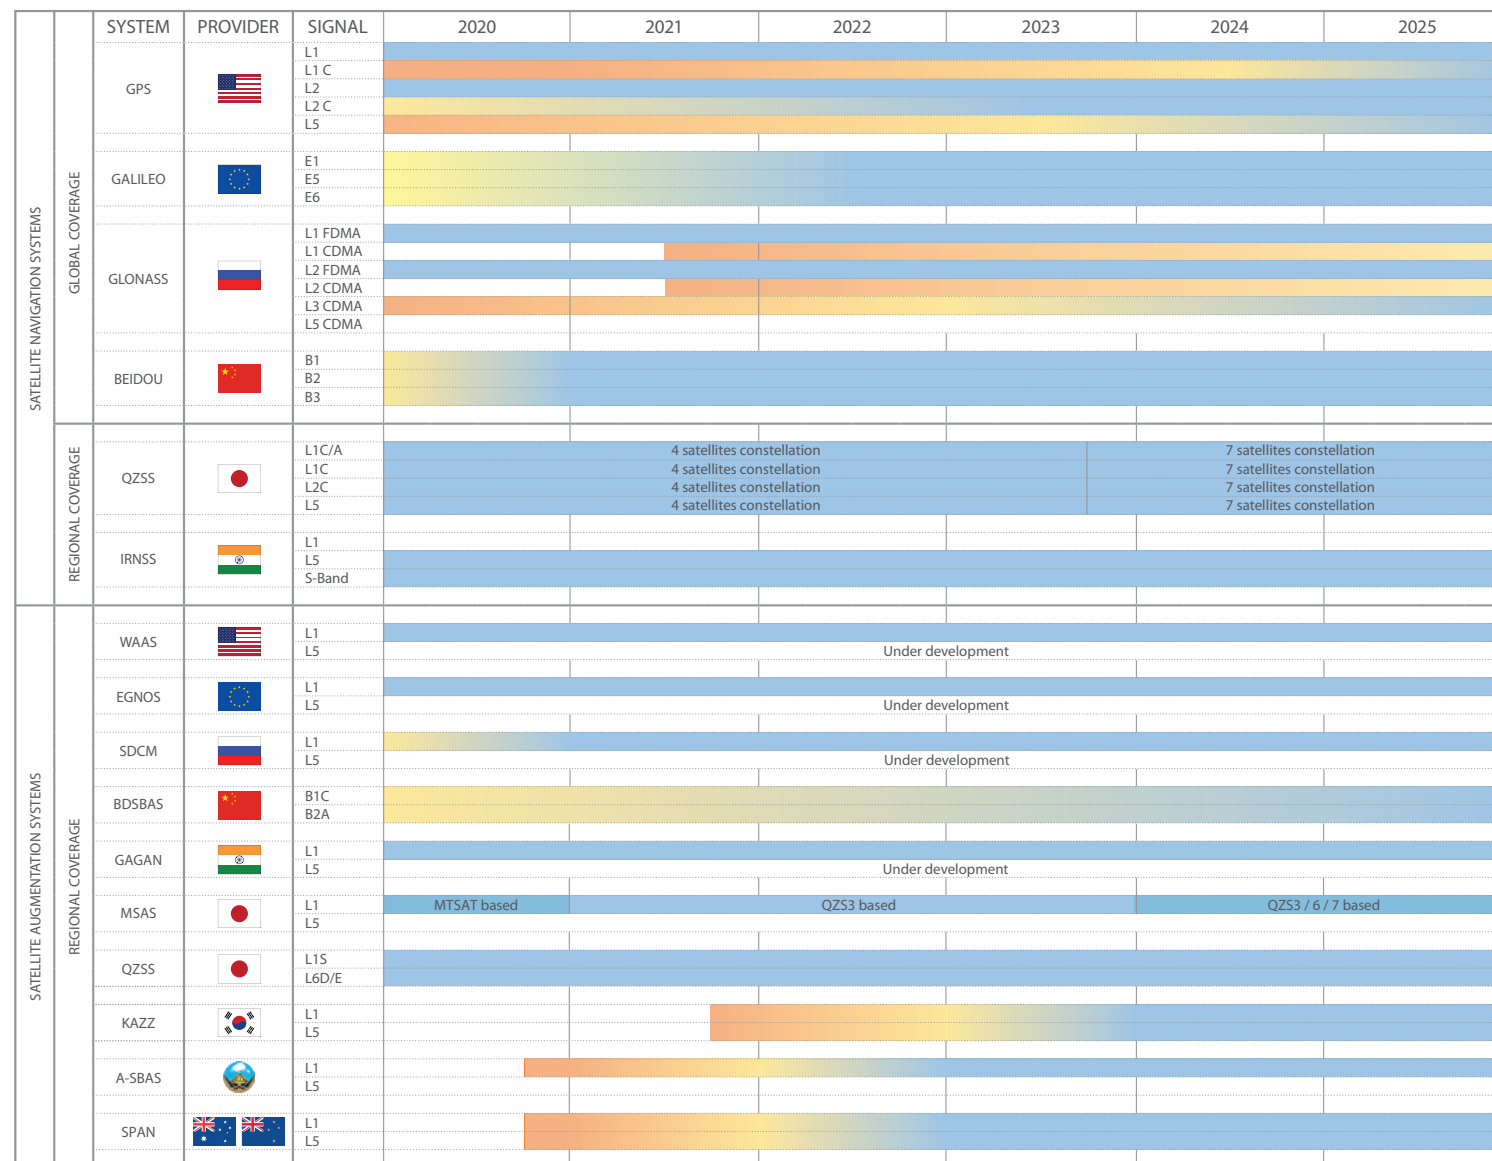 SYSTEM PROVIDER SIGNAL 2020 2021 2022 2023 2024 2025
SATELLITE NAVIGATION SYSTEMS
GLOBAL COVERAGE
GPS
L1
L1 C
L2
L2 C
L5
GALILEO
E1
E5
E6
GLONASS
L1 FDMA
L1 CDMA
L2 FDMA
L2 CDMA
L3 CDMA
L5 CDMA
BEIDOU
B1
B2
B3
REGIONAL COVERAGE
QZSS
L1C/A 4 satellites constellation 7 satellites constellation
L1C 4 satellites constellation 7 satellites constellation
L2C 4 satellites constellation 7 satellites constellation
L5 4 satellites constellation 7 satellites constellation
IRNSS
L1
L5
S-Band
SATELLITE AUGMENTATION SYSTEMS
REGIONAL COVERAGE
WAAS
L1
L5 Under development
EGNOS
L1
L5 Under development
SDCM
L1
L5 Under development
BDSBAS
B1C
B2A
GAGAN
L1
L5 Under development
MSAS
L1 MTSAT based QZS3 based QZS3 / 6 / 7 based
L5
QZSS
L1S
L6D/E
KAZZ
L1
L5
A-SBAS
L1
L5
SPAN
L1
L5